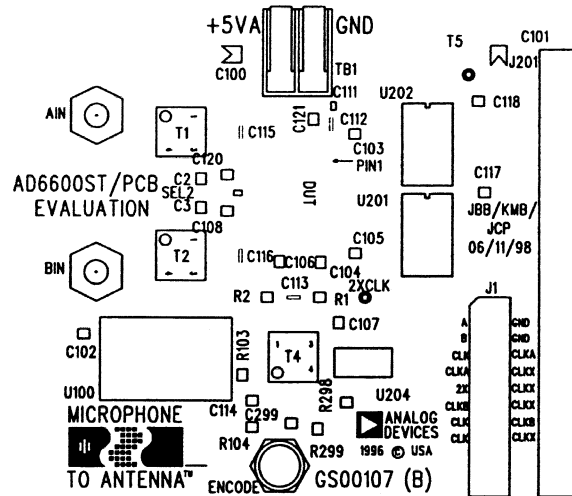 +5VA GND
C100
TB1
C111
T5
C101
J201
AIN
T1
C115
C121
C112
U202
C118
C103
PIN1
C120
C2
SEL2
C3
C108
AD6600ST/PCB
EVALUATION
DUT
U201
C117
JBB/KMB/
JCP
06/11/98
BIN
T2
C116
C106
C105
C104
2XCLK
R2
C113
R1
J1
C107
C102
U100
R103
1
3
T4
4
A
B
CLK
CLKA
2X
CLKB
CLK
CLK
GND
GND
CLKA
CLKX
CLKX
CLKX
CLKB
CLKX
C114
C299
R298
U204
MICROPHONE
TO ANTENNA™
R104
R299
ANALOG
DEVICES
1996 © USA
ENCODE
GS00107 (B)